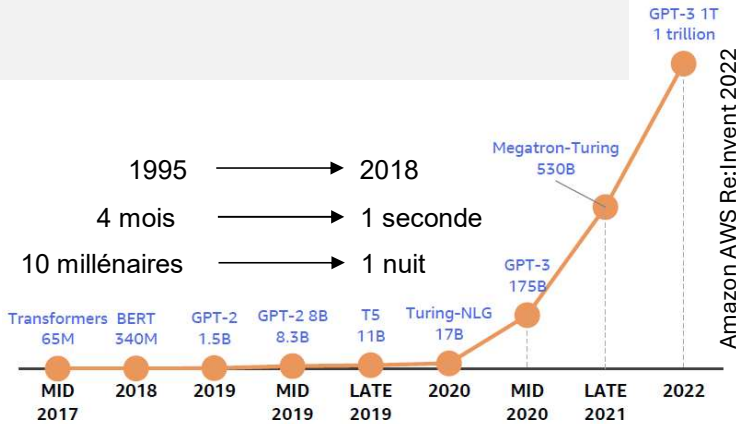 GPT-3 1T
1 trillion
Amazon AWS Re:Invent 2022
Megatron-Turing
530B
1995 2018
4 mois 1 seconde
10 millénaires 1 nuit
GPT-3
175B
Transformers BERT GPT-2 GPT-2 8B T5 Turing-NLG
65M 340M 1.5B 8.3B 11B 17B
MID 2018 2019 MID LATE 2020 MID LATE 2022
2017 2019 2019 2020 2021